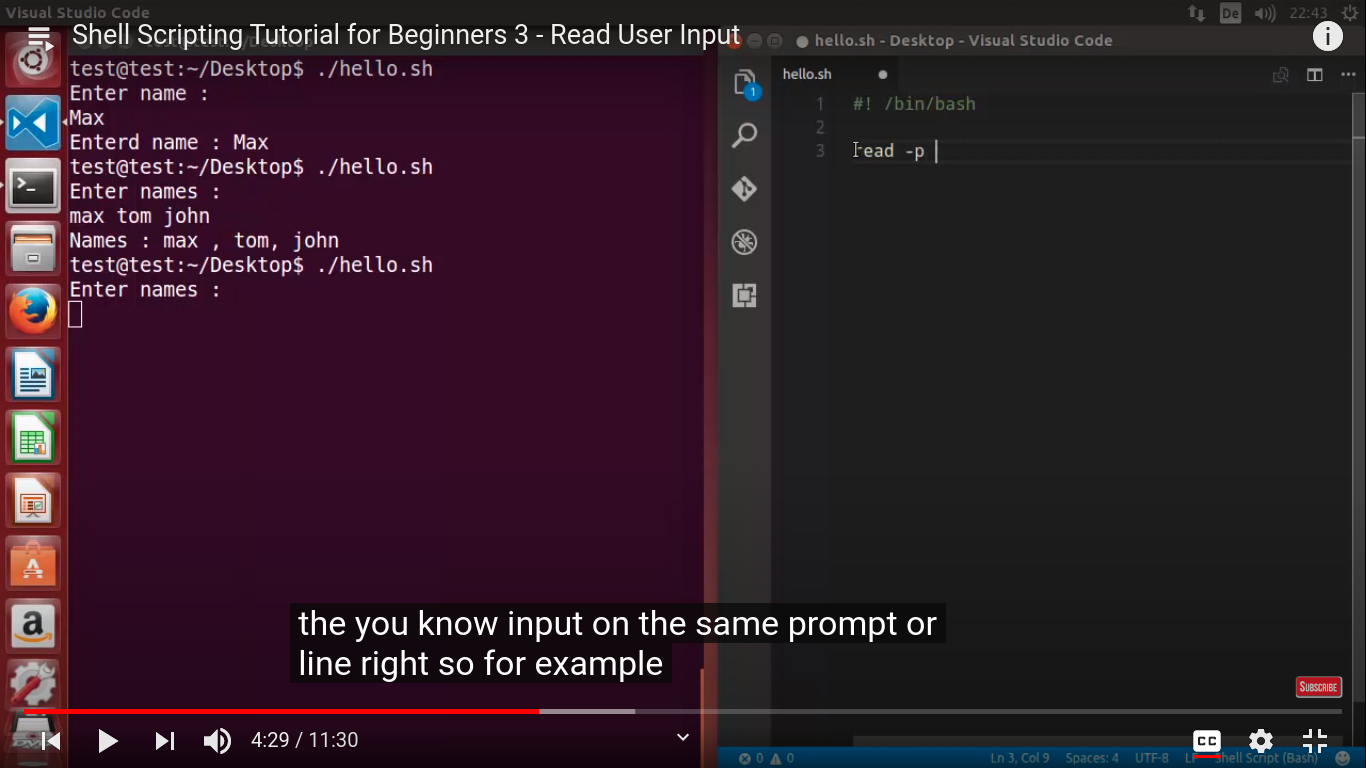 Visual Studio Code
De
22:43
Shell Scripting Tutorial for Beginners 3 - Read User Input
test@test:~/Desktop$ ./hello.sh
Enter name :
Max
Enterd name : Max
test@test:~/Desktop$ ./hello.sh
Enter names :
max tom john
Names : max , tom, john
test@test:~/Desktop$ ./hello.sh
Enter names :
hello.sh - Desktop - Visual Studio Code
hello.sh
1
1 #! /bin/bash
2
3 read -p
the you know input on the same prompt or
line right so for example
SUBSCRIBE
4:29 / 11:30
CC
0 0
Ln 3, Col 9 Spaces: 4 UTF-8 LF Shell Script (Bash)